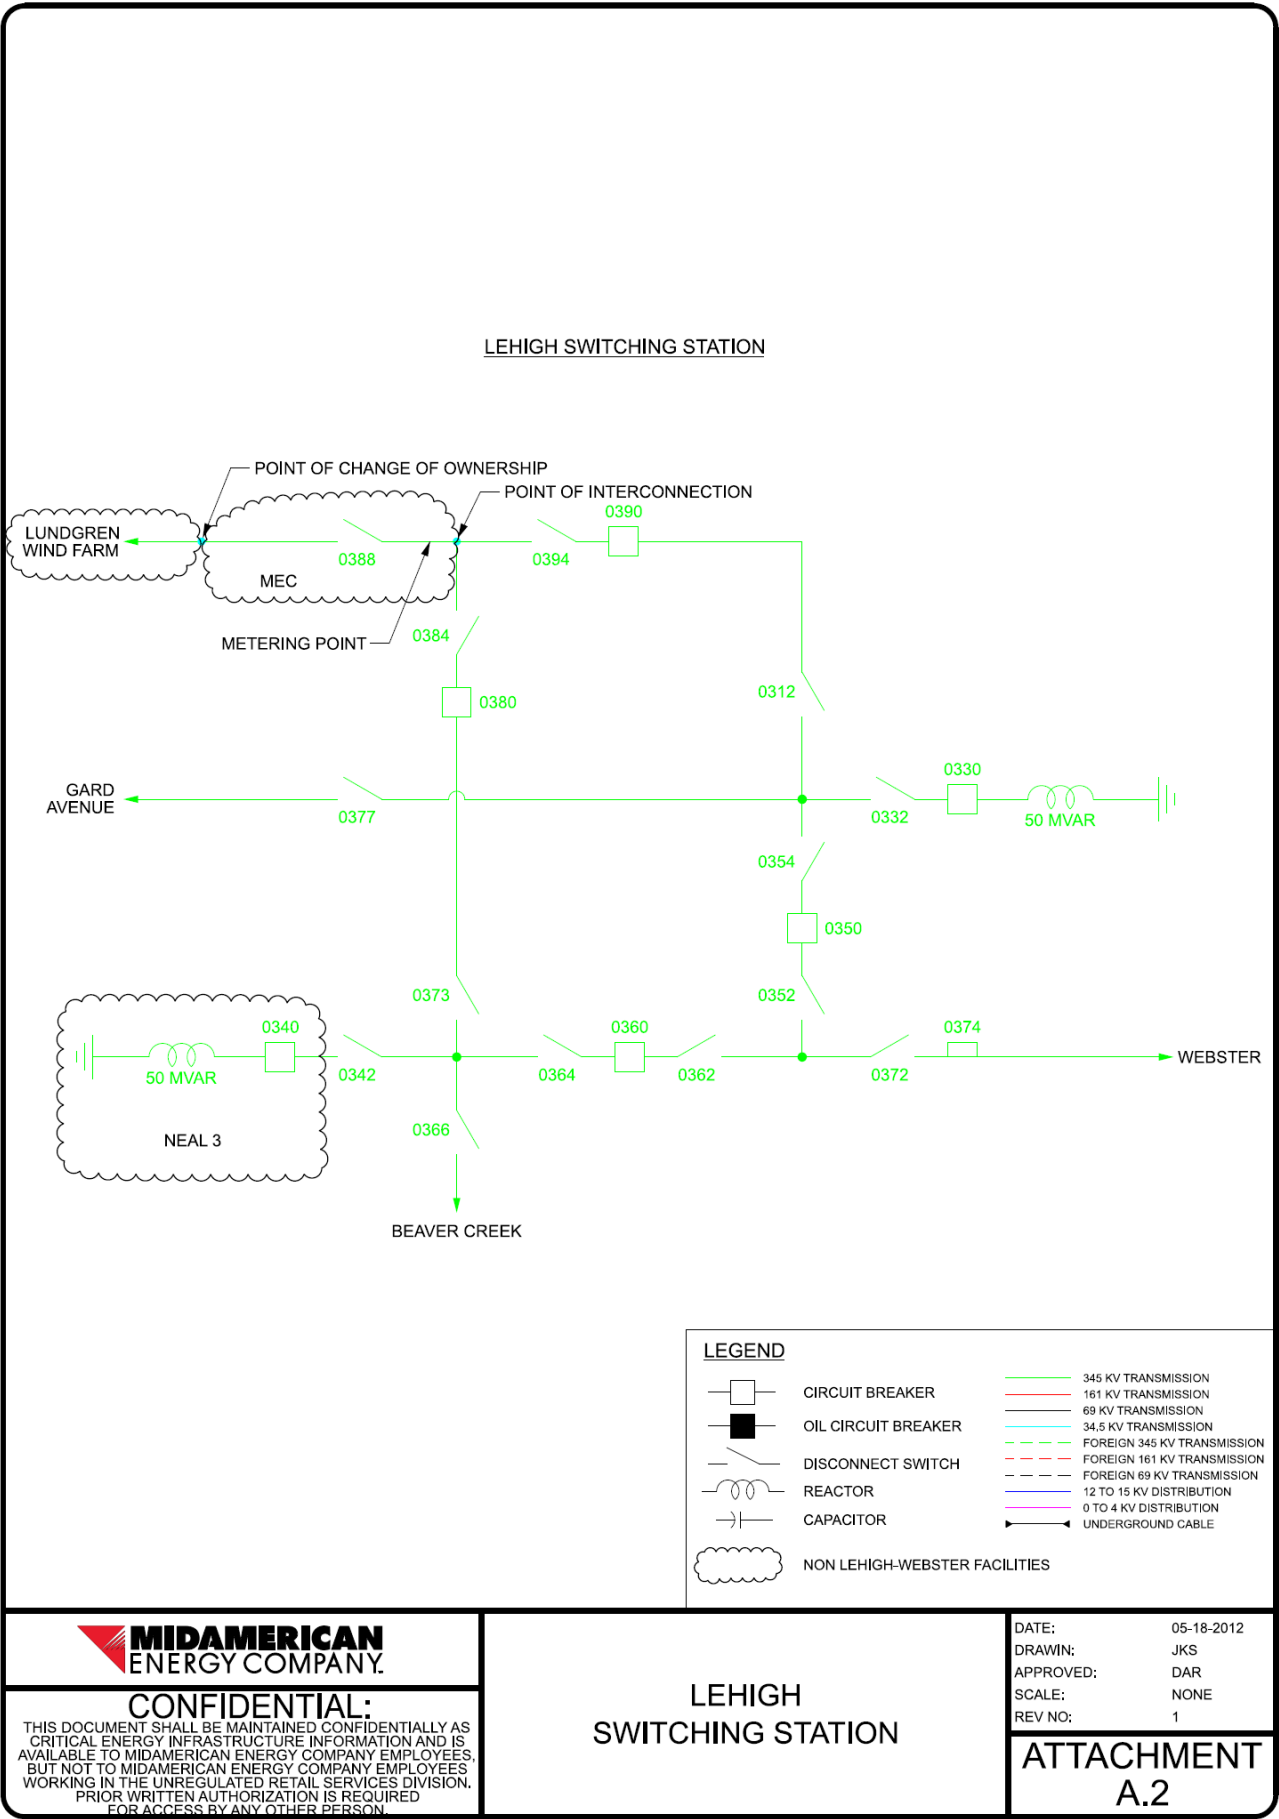 LEHIGH SWITCHING STATION
POINT OF CHANGE OF OWNERSHIP
POINT OF INTERCONNECTION
0390
LUNDGREN
WIND FARM
0388
0394
MEC
0384
METERING POINT
0312
0380
0330
GARD
AVENUE
0377
0332
50 MVAR
0354
0350
0373
0352
0340
0360
0374
WEBSTER
50 MVAR
0342
0364
0362
0372
NEAL 3
0366
BEAVER CREEK
LEGEND
CIRCUIT BREAKER
OIL CIRCUIT BREAKER
DISCONNECT SWITCH
REACTOR
CAPACITOR
NON LEHIGH-WEBSTER FACILITIES
345 KV TRANSMISSION
161 KV TRANSMISSION
69 KV TRANSMISSION
34.5 KV TRANSMISSION
FOREIGN 345 KV TRANSMISSION
FOREIGN 161 KV TRANSMISSION
FOREIGN 69 KV TRANSMISSION
12 TO 15 KV DISTRIBUTION
0 TO 4 KV DISTRIBUTION
UNDERGROUND CABLE
MIDAMERICAN
ENERGY COMPANY.
CONFIDENTIAL:
THIS DOCUMENT SHALL BE MAINTAINED CONFIDENTIALLY AS
CRITICAL ENERGY INFRASTRUCTURE INFORMATION AND IS
AVAILABLE TO MIDAMERICAN ENERGY COMPANY EMPLOYEES,
BUT NOT TO MIDAMERICAN ENERGY COMPANY EMPLOYEES
WORKING IN THE UNREGULATED RETAIL SERVICES DIVISION.
PRIOR WRITTEN AUTHORIZATION IS REQUIRED
FOR ACCESS BY ANY OTHER PERSON.
LEHIGH
SWITCHING STATION
DATE: 05-18-2012
DRAWIN: JKS
APPROVED: DAR
SCALE: NONE
REV NO: 1
ATTACHMENT
A.2